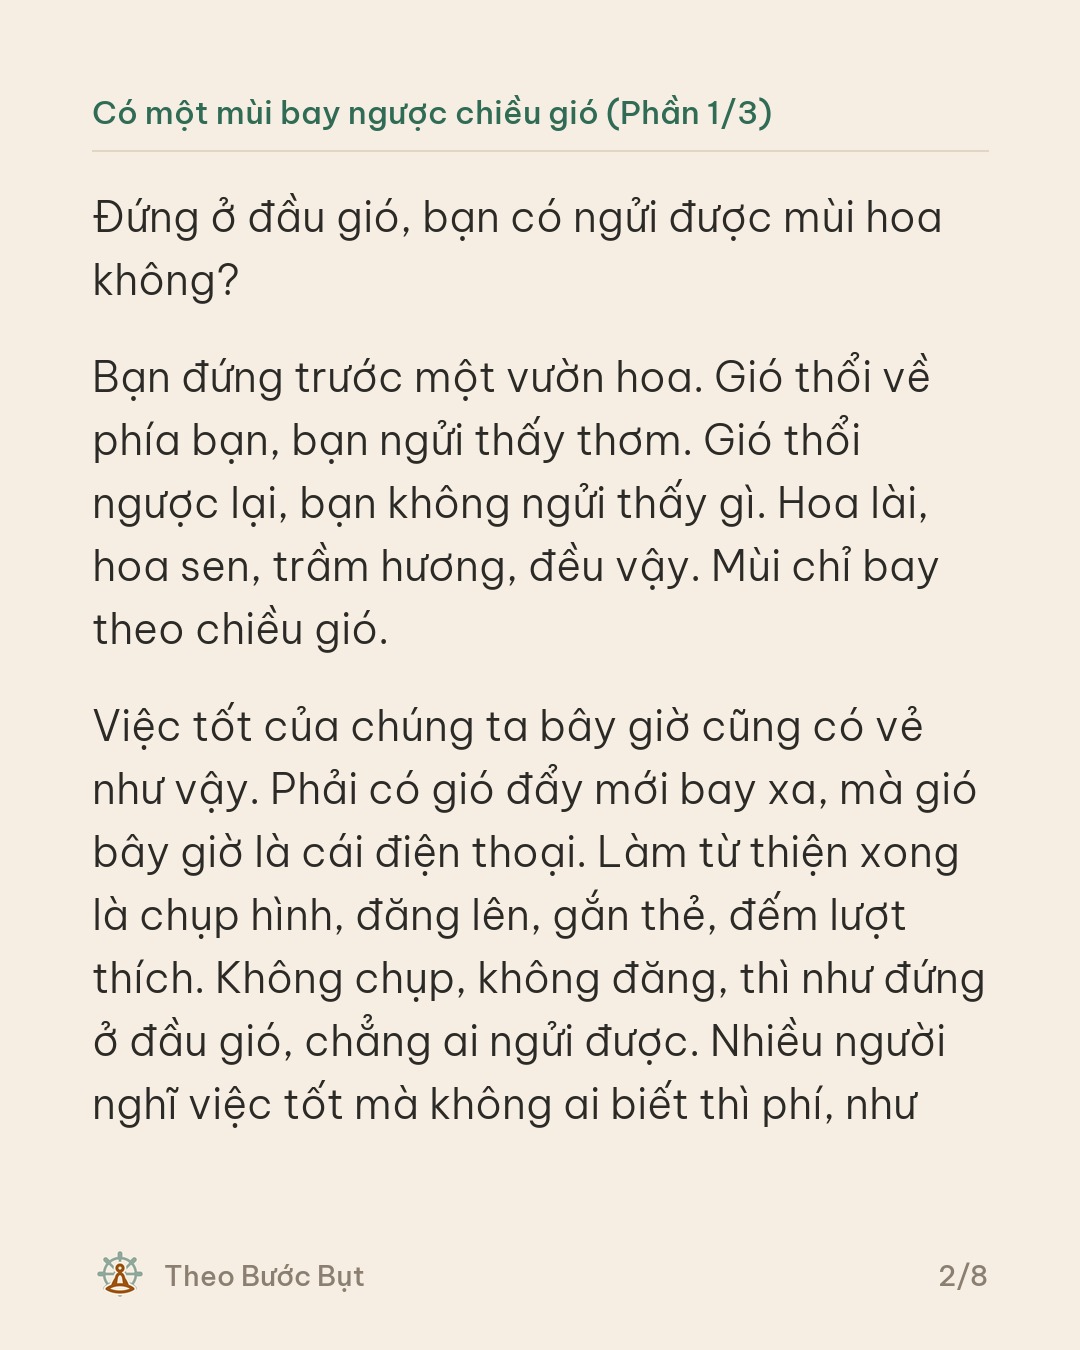 Có một mùi bay ngược chiều gió (Phần 1/3)
Đứng ở đầu gió, bạn có ngửi được mùi hoa
không?
Bạn đứng trước một vườn hoa. Gió thổi về
phía bạn, bạn ngửi thấy thơm. Gió thổi
ngược lại, bạn không ngửi thấy gì. Hoa lài,
hoa sen, trầm hương, đều vậy. Mùi chỉ bay
theo chiều gió.
Việc tốt của chúng ta bây giờ cũng có vẻ
như vậy. Phải có gió đẩy mới bay xa, mà gió
bây giờ là cái điện thoại. Làm từ thiện xong
là chụp hình, đăng lên, gắn thẻ, đếm lượt
thích. Không chụp, không đăng, thì như đứng
ở đầu gió, chẳng ai ngửi được. Nhiều người
nghĩ việc tốt mà không ai biết thì phí, như
Theo Bước Bụt
2/8